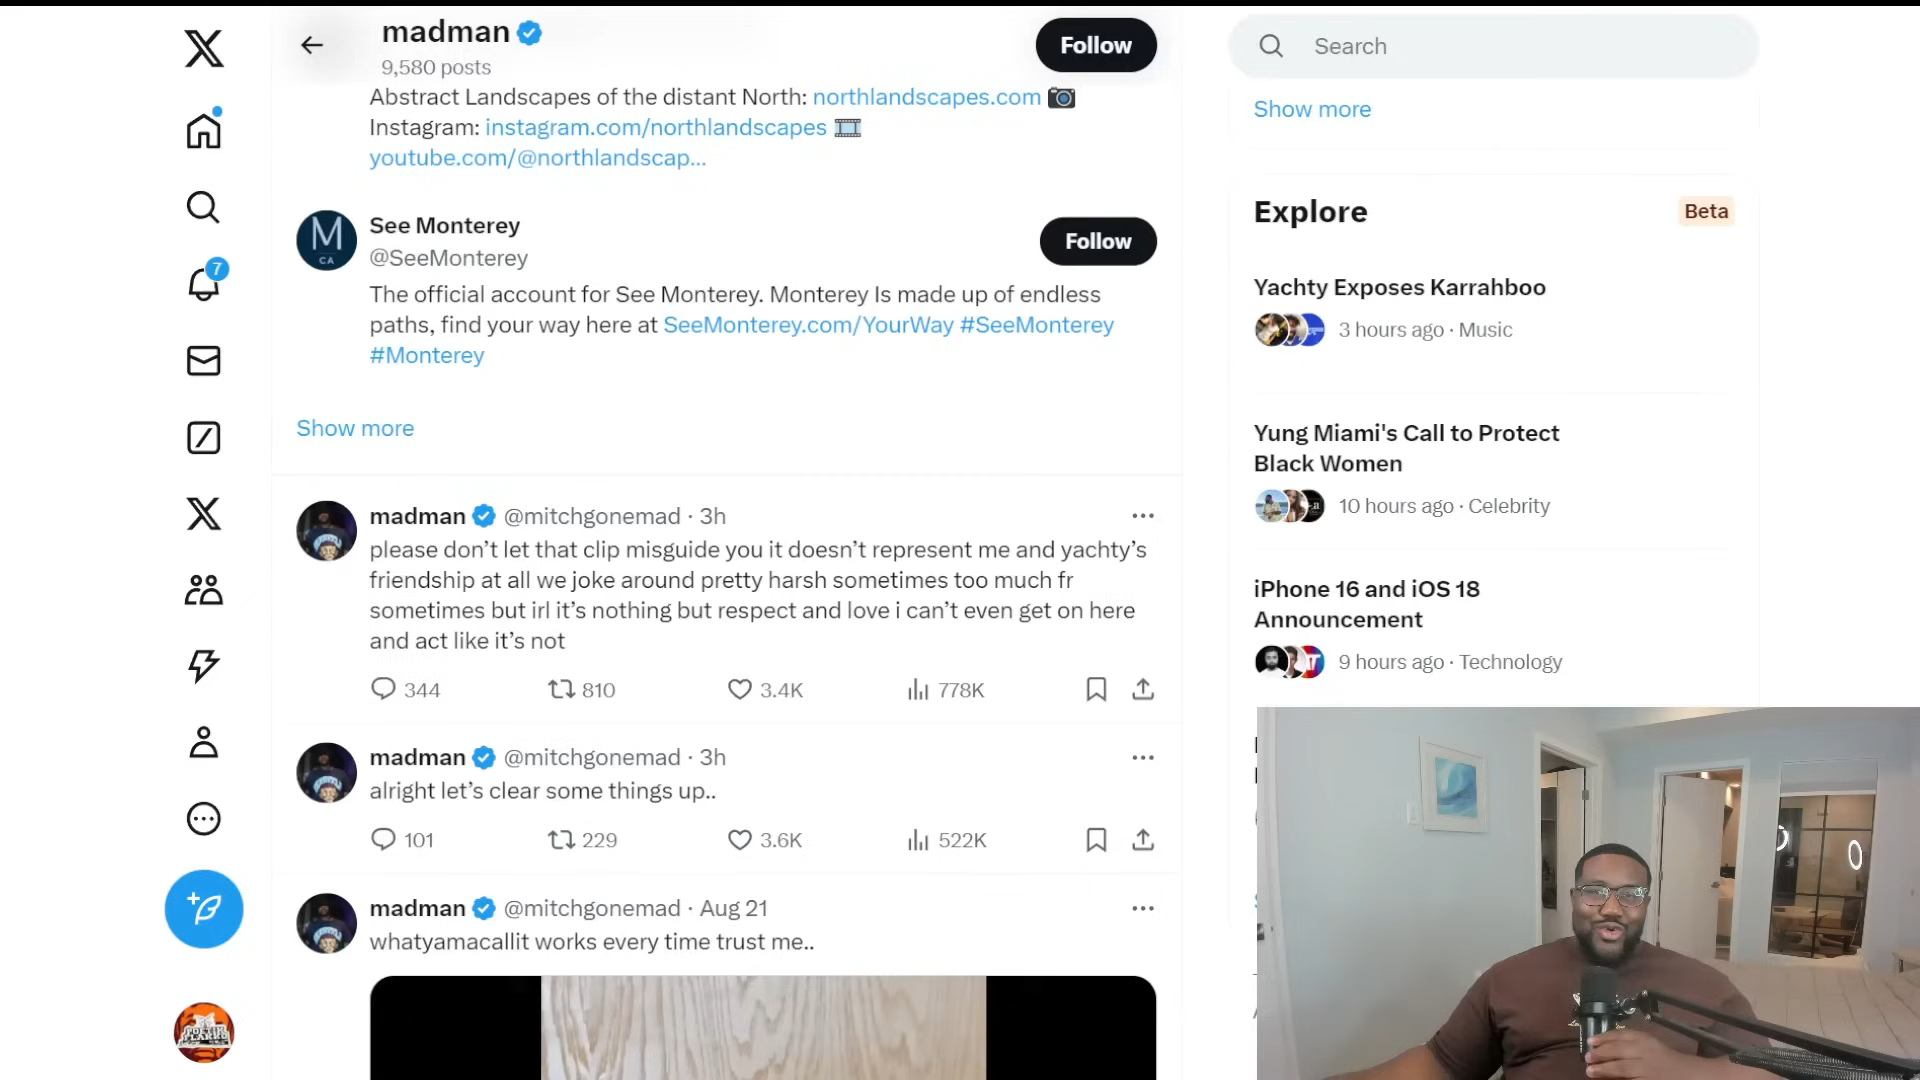 madman
9,580 posts
Follow
Search
Abstract Landscapes of the distant North: northlandscapes.com
Instagram: instagram.com/northlandscapes
youtube.com/@northlandscap...
Show more
M
CA
See Monterey
@SeeMonterey
Follow
The official account for See Monterey. Monterey Is made up of endless
paths, find your way here at SeeMonterey.com/YourWay #SeeMonterey
#Monterey
Show more
Explore
Beta
Yachty Exposes Karrahboo
3 hours ago · Music
Yung Miami's Call to Protect
Black Women
10 hours ago · Celebrity
iPhone 16 and iOS 18
Announcement
9 hours ago · Technology
7
madman @mitchgonemad · 3h
please don’t let that clip misguide you it doesn’t represent me and yachty’s
friendship at all we joke around pretty harsh sometimes too much fr
sometimes but irl it’s nothing but respect and love i can’t even get on here
and act like it’s not
344 810 3.4K 778K
madman @mitchgonemad · 3h
alright let’s clear some things up..
101 229 3.6K 522K
madman @mitchgonemad · Aug 21
whatyamacallit works every time trust me..